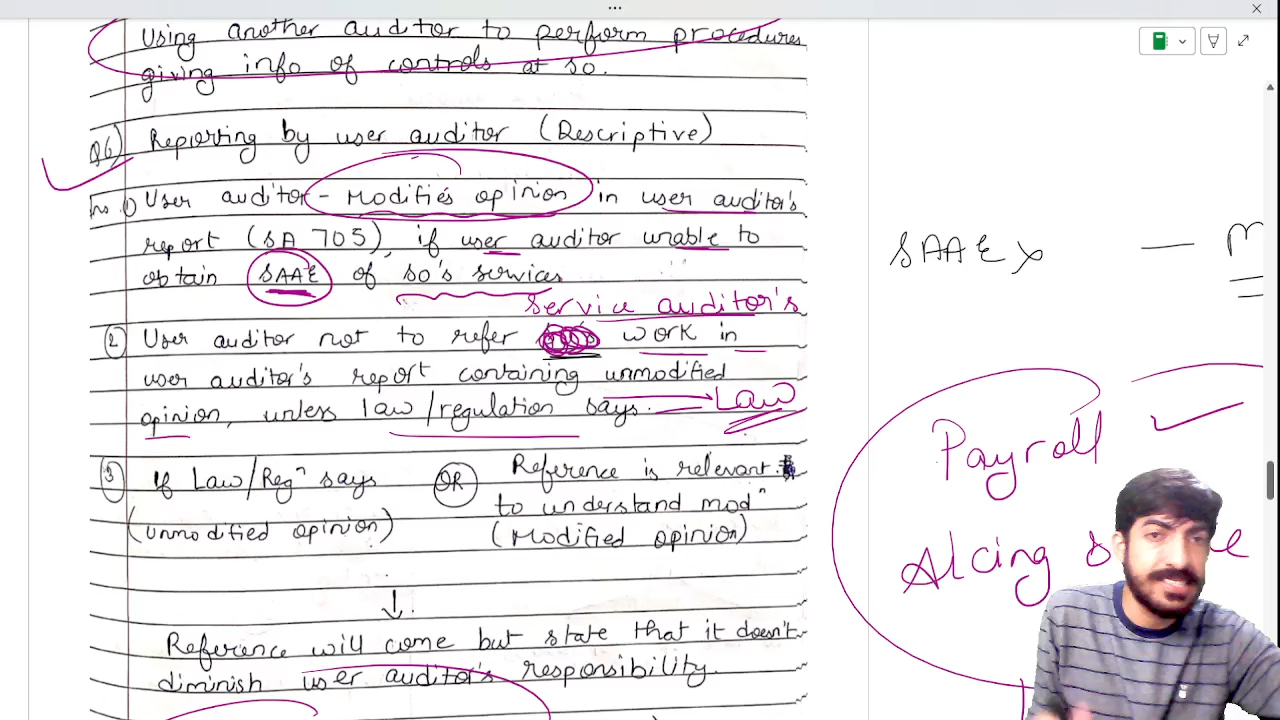 Using another auditor to perform procedures
giving info of controls at SO.
Q6) Reporting by user auditor (Descriptive)
Ans. 1) User auditor - Modifies opinion in user auditor's
report (SA 705), if user auditor unable to
obtain SAAE of SO's services
service auditor's
② User auditor not to refer work in
user auditor's report containing unmodified
opinion, unless law/regulation says. Law
③ If Law/Regⁿ says OR Reference is relevant
to understand modⁿ
(unmodified opinion) (Modified opinion)
↓
Reference will come but state that it doesn't
diminish user auditor's responsibility.
SAAE x — M
Payroll